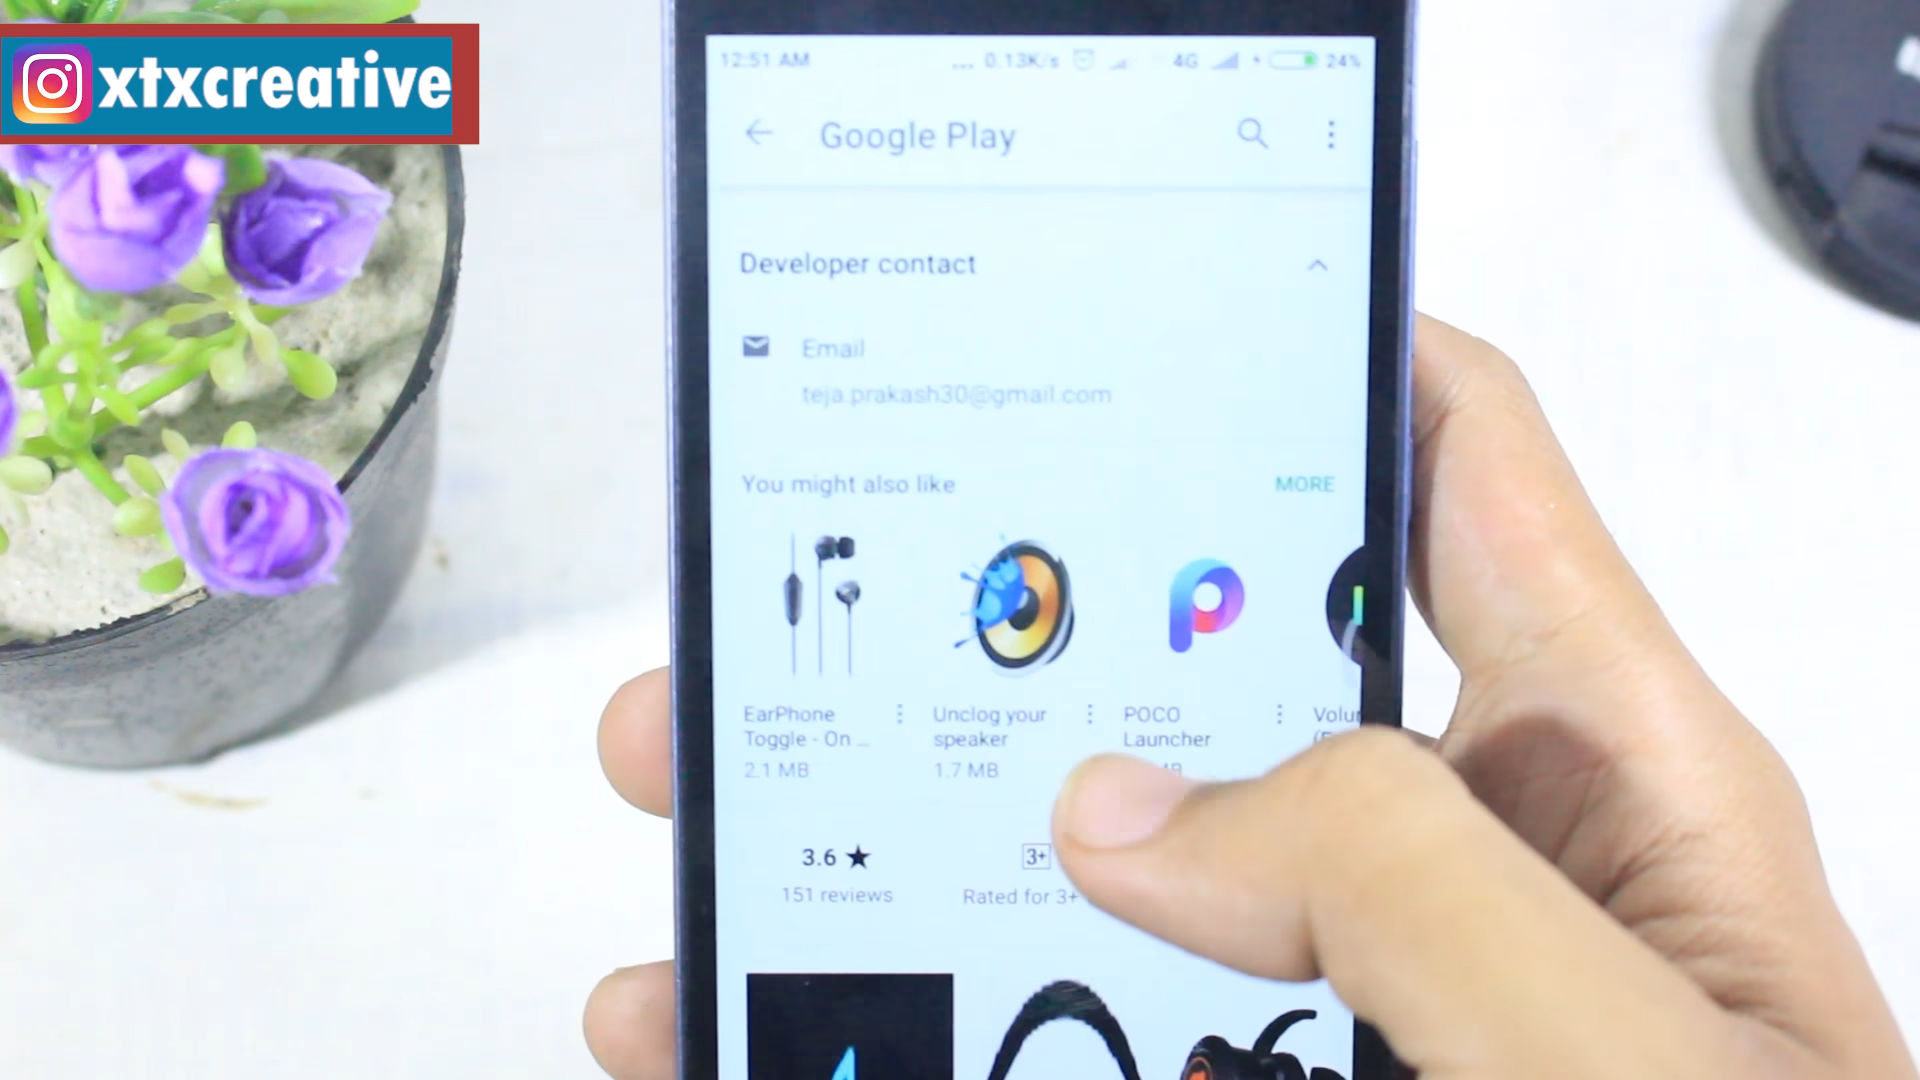 xtxcreative
12:51 AM ... 0.13K/s 4G 24%
Google Play
Developer contact
Email
teja.prakash30@gmail.com
You might also like MORE
EarPhone Unclog your POCO
Toggle - On ... speaker Launcher
2.1 MB 1.7 MB
3.6 ★ 3+
151 reviews Rated for 3+